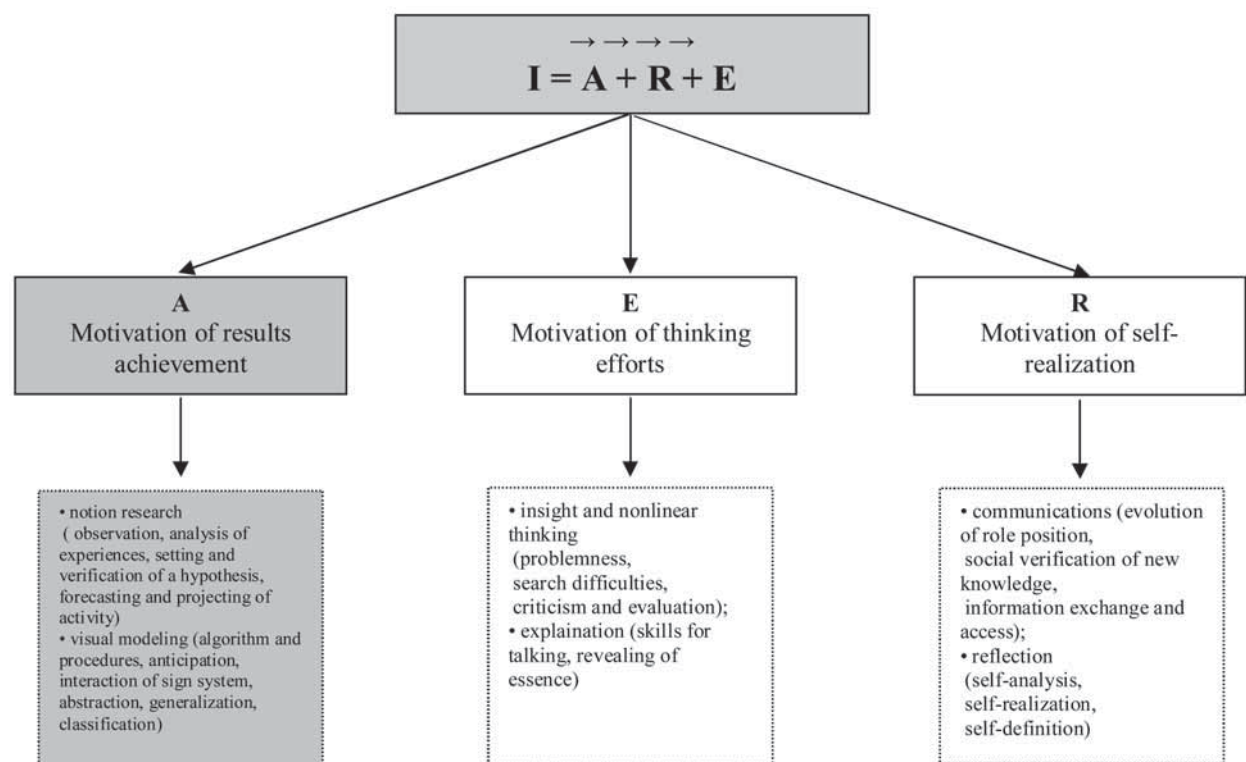 → → → →
I = A + R + E
A
Motivation of results
achievement
E
Motivation of thinking
efforts
R
Motivation of self-
realization
• notion research
( observation, analysis of
experiences, setting and
verification of a hypothesis,
forecasting and projecting of
activity)
• visual modeling (algorithm and
procedures, anticipation,
interaction of sign system,
abstraction, generalization,
classification)
• insight and nonlinear
thinking
(problemness,
search difficulties,
criticism and evaluation);
• explaination (skills for
talking, revealing of
essence)
• communications (evolution
of role position,
social verification of new
knowledge,
information exchange and
access);
• reflection
(self-analysis,
self-realization,
self-definition)